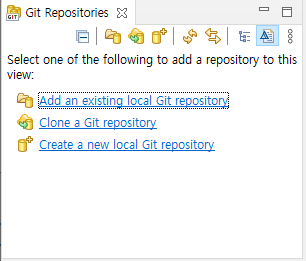 GIT Git Repositories
Select one of the following to add a repository to this
view:
Add an existing local Git repository
Clone a Git repository
Create a new local Git repository